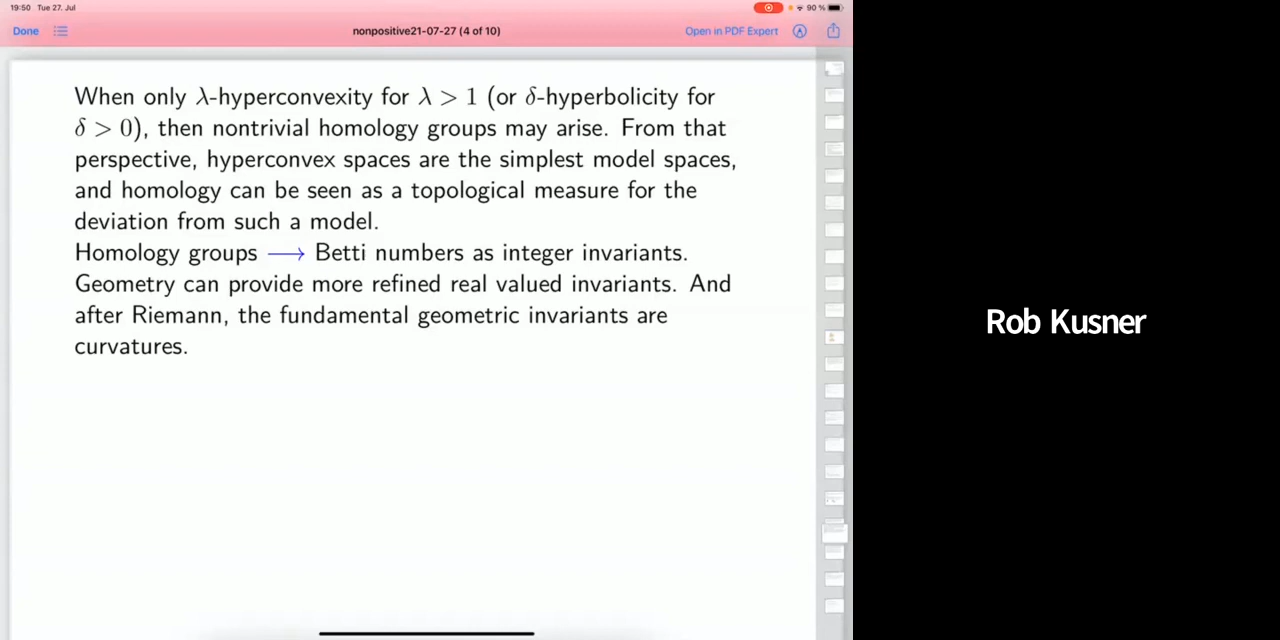 19:50 Tue 27. Jul
90 %
Done
nonpositive21-07-27 (4 of 10)
Open in PDF Expert
When only λ-hyperconvexity for λ > 1 (or δ-hyperbolicity for
δ > 0), then nontrivial homology groups may arise. From that
perspective, hyperconvex spaces are the simplest model spaces,
and homology can be seen as a topological measure for the
deviation from such a model.
Homology groups ⟶ Betti numbers as integer invariants.
Geometry can provide more refined real valued invariants. And
after Riemann, the fundamental geometric invariants are
curvatures.
Rob Kusner